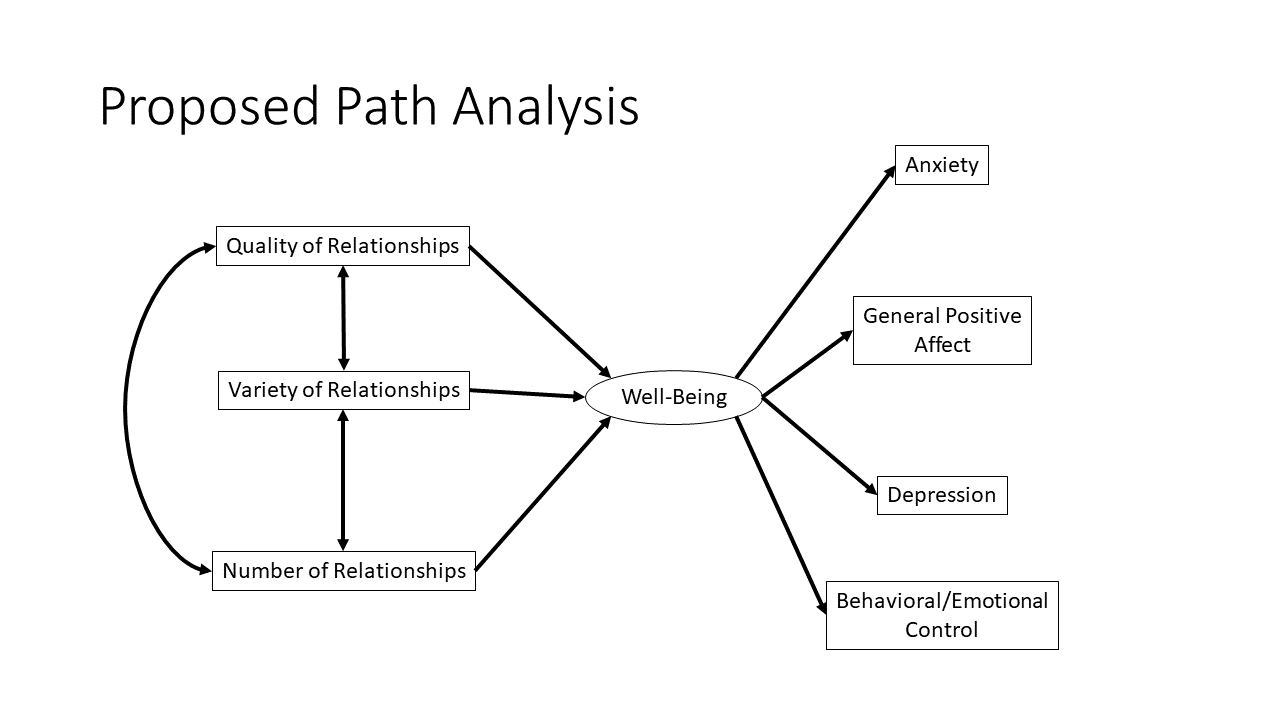 Proposed Path Analysis
Anxiety
Quality of Relationships
General Positive
Affect
Variety of Relationships
Well-Being
Depression
Number of Relationships
Behavioral/Emotional
Control